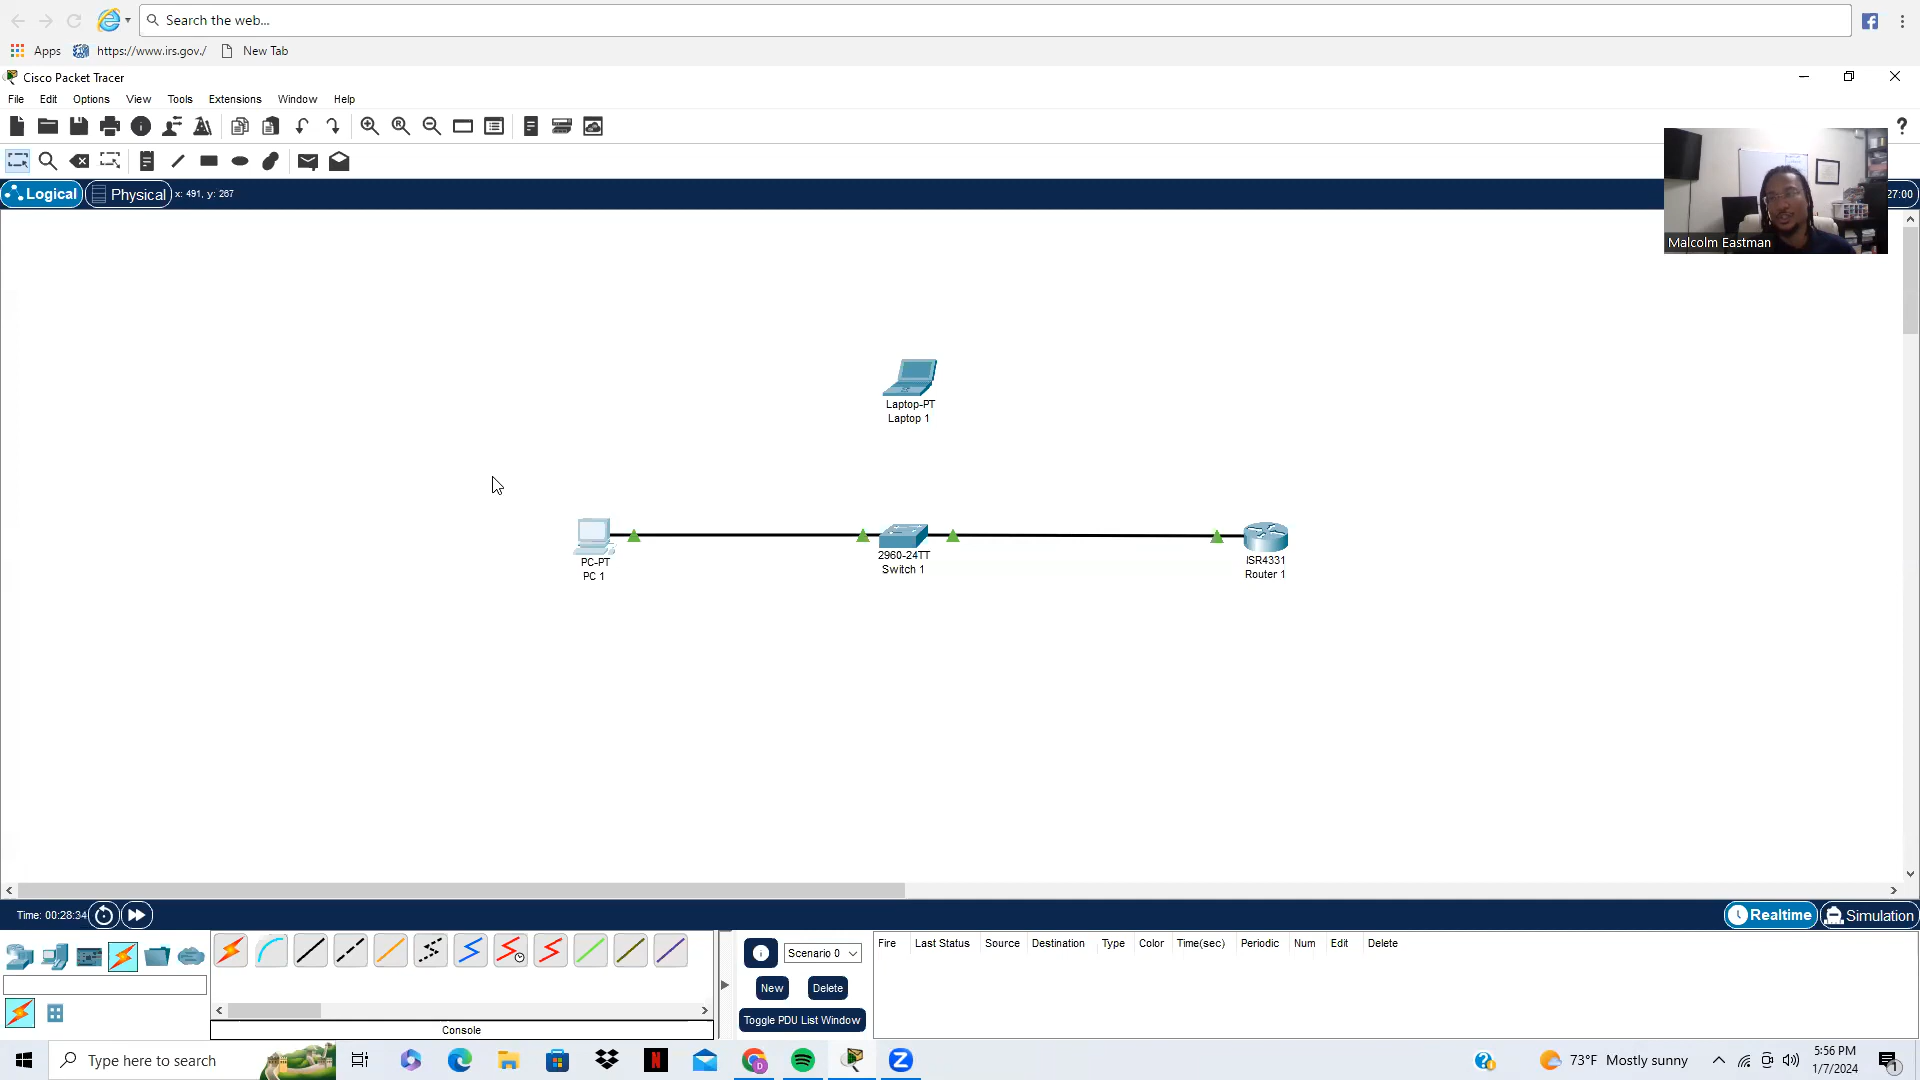 Search the web...
Apps https://www.irs.gov./ New Tab
Cisco Packet Tracer
File Edit Options View Tools Extensions Window Help
?
Logical Physical x: 491, y: 267
27:00
Malcolm Eastman
Laptop-PT
Laptop 1
PC-PT
PC 1
2960-24TT
Switch 1
ISR4331
Router 1
Time: 00:28:34
Realtime Simulation
Scenario 0
New Delete
Toggle PDU List Window
Fire Last Status Source Destination Type Color Time(sec) Periodic Num Edit Delete
Console
Type here to search
73°F Mostly sunny
5:56 PM
1/7/2024